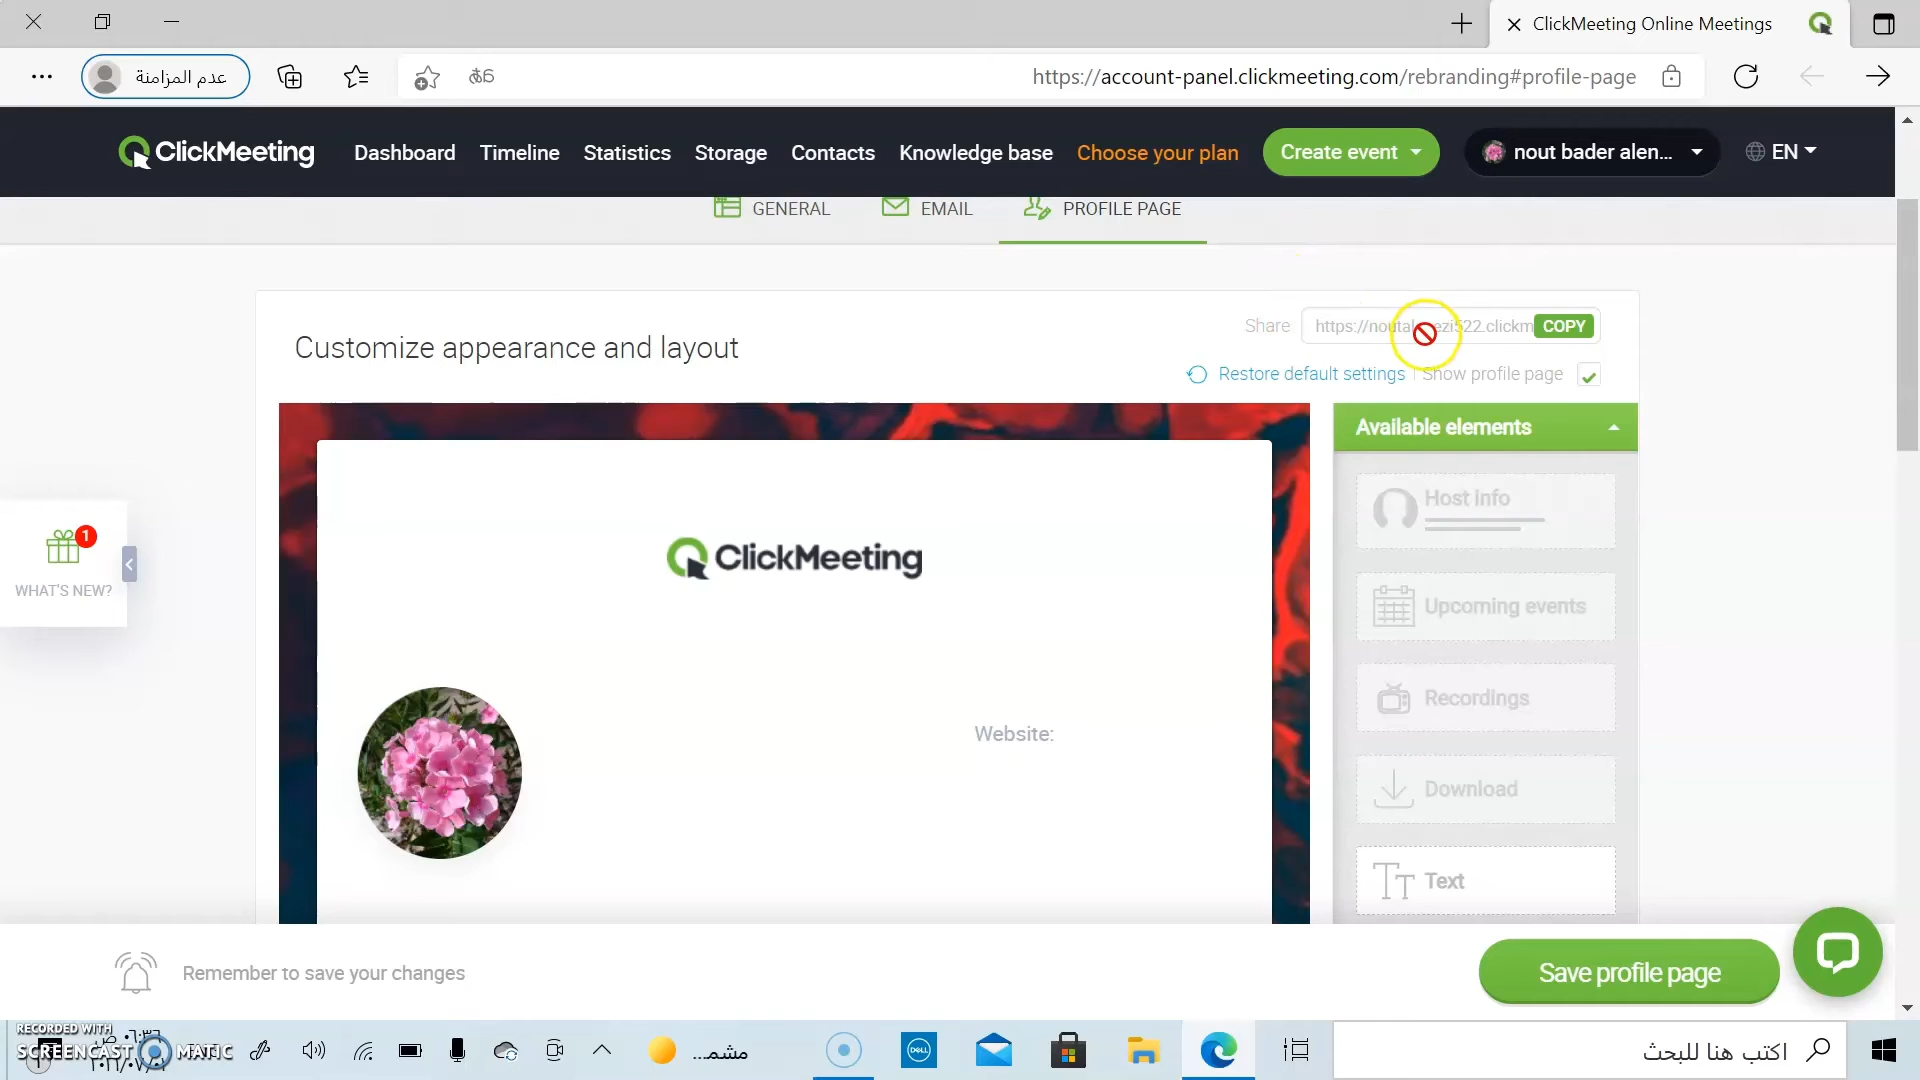 ClickMeeting Online Meetings
عدم المزامنة
https://account-panel.clickmeeting.com/rebranding#profile-page
ClickMeeting
Dashboard
Timeline
Statistics
Storage
Contacts
Knowledge base
Choose your plan
Create event
nout bader alen...
EN
GENERAL
EMAIL
PROFILE PAGE
Customize appearance and layout
Share
COPY
Restore default settings
Show profile page
Available elements
Host info
Upcoming events
Recordings
Download
Text
ClickMeeting
Website:
1
WHAT'S NEW?
Remember to save your changes
Save profile page
RECORDED WITH
SCREENCAST MATIC
مشمـ...
DELL
اكتب هنا للبحث